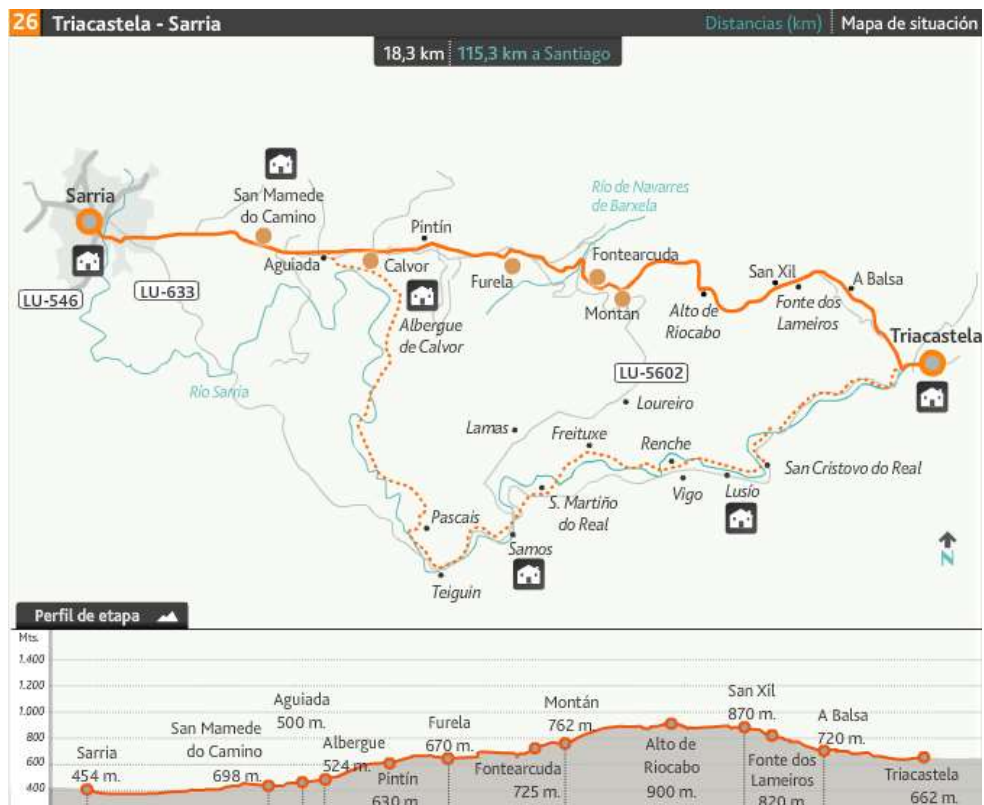 26 Triacastela - Sarria
Distancias (km) Mapa de situación
18,3 km 115,3 km a Santiago
Sarria
San Mamede
do Camino
Aguiada
Calvor
Pintín
Albergue
de Calvor
Furela
Río de Navarres
de Barxela
Fontearcuda
Montán
Alto de
Riocabo
San Xil
Fonte dos
Lameiros
A Balsa
Triacastela
LU-546
LU-633
Río Sarria
LU-5602
Loureiro
Lamas
Freituxe
Renche
San Cristovo do Real
Vigo
Lusío
S. Martiño
do Real
Pascais
Samos
Teiguín
N
Perfil de etapa
Mts.
1.400
1.200
1.000
800
600
400
Sarria
454 m.
San Mamede
do Camino
698 m.
Aguiada
500 m.
Albergue
524 m.
Pintín
630 m.
Furela
670 m.
Fontearcuda
725 m.
Montán
762 m.
Alto de
Riocabo
900 m.
San Xil
870 m.
Fonte dos
Lameiros
820 m.
A Balsa
720 m.
Triacastela
662 m.